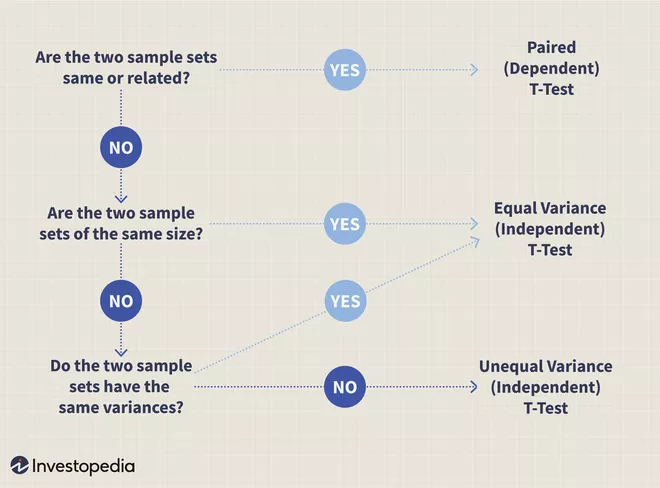 Are the two sample sets
same or related?
YES
Paired
(Dependent)
T-Test
NO
Are the two sample
sets of the same size?
YES
Equal Variance
(Independent)
T-Test
NO
YES
Do the two sample
sets have the
same variances?
NO
Unequal Variance
(Independent)
T-Test
Investopedia